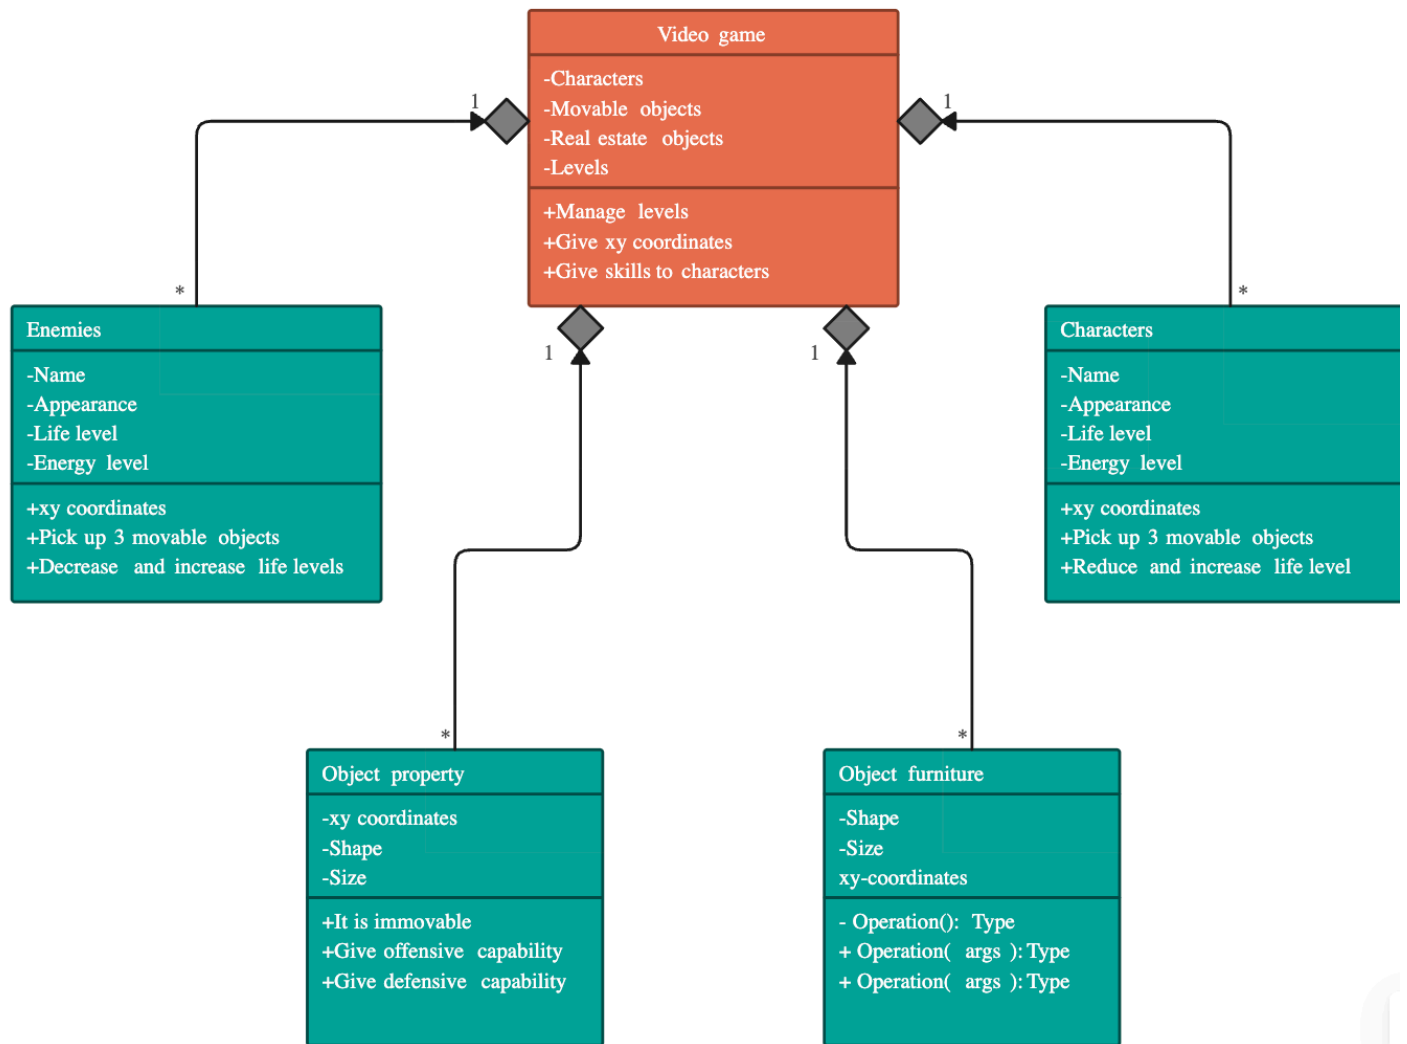 Video game
-Characters
-Movable objects
-Real estate objects
-Levels
+Manage levels
+Give xy coordinates
+Give skills to characters
1
1
*
*
1
1
Enemies
-Name
-Appearance
-Life level
-Energy level
+xy coordinates
+Pick up 3 movable objects
+Decrease and increase life levels
Characters
-Name
-Appearance
-Life level
-Energy level
+xy coordinates
+Pick up 3 movable objects
+Reduce and increase life level
*
*
Object property
-xy coordinates
-Shape
-Size
+It is immovable
+Give offensive capability
+Give defensive capability
Object furniture
-Shape
-Size
xy-coordinates
- Operation(): Type
+ Operation( args ): Type
+ Operation( args ): Type